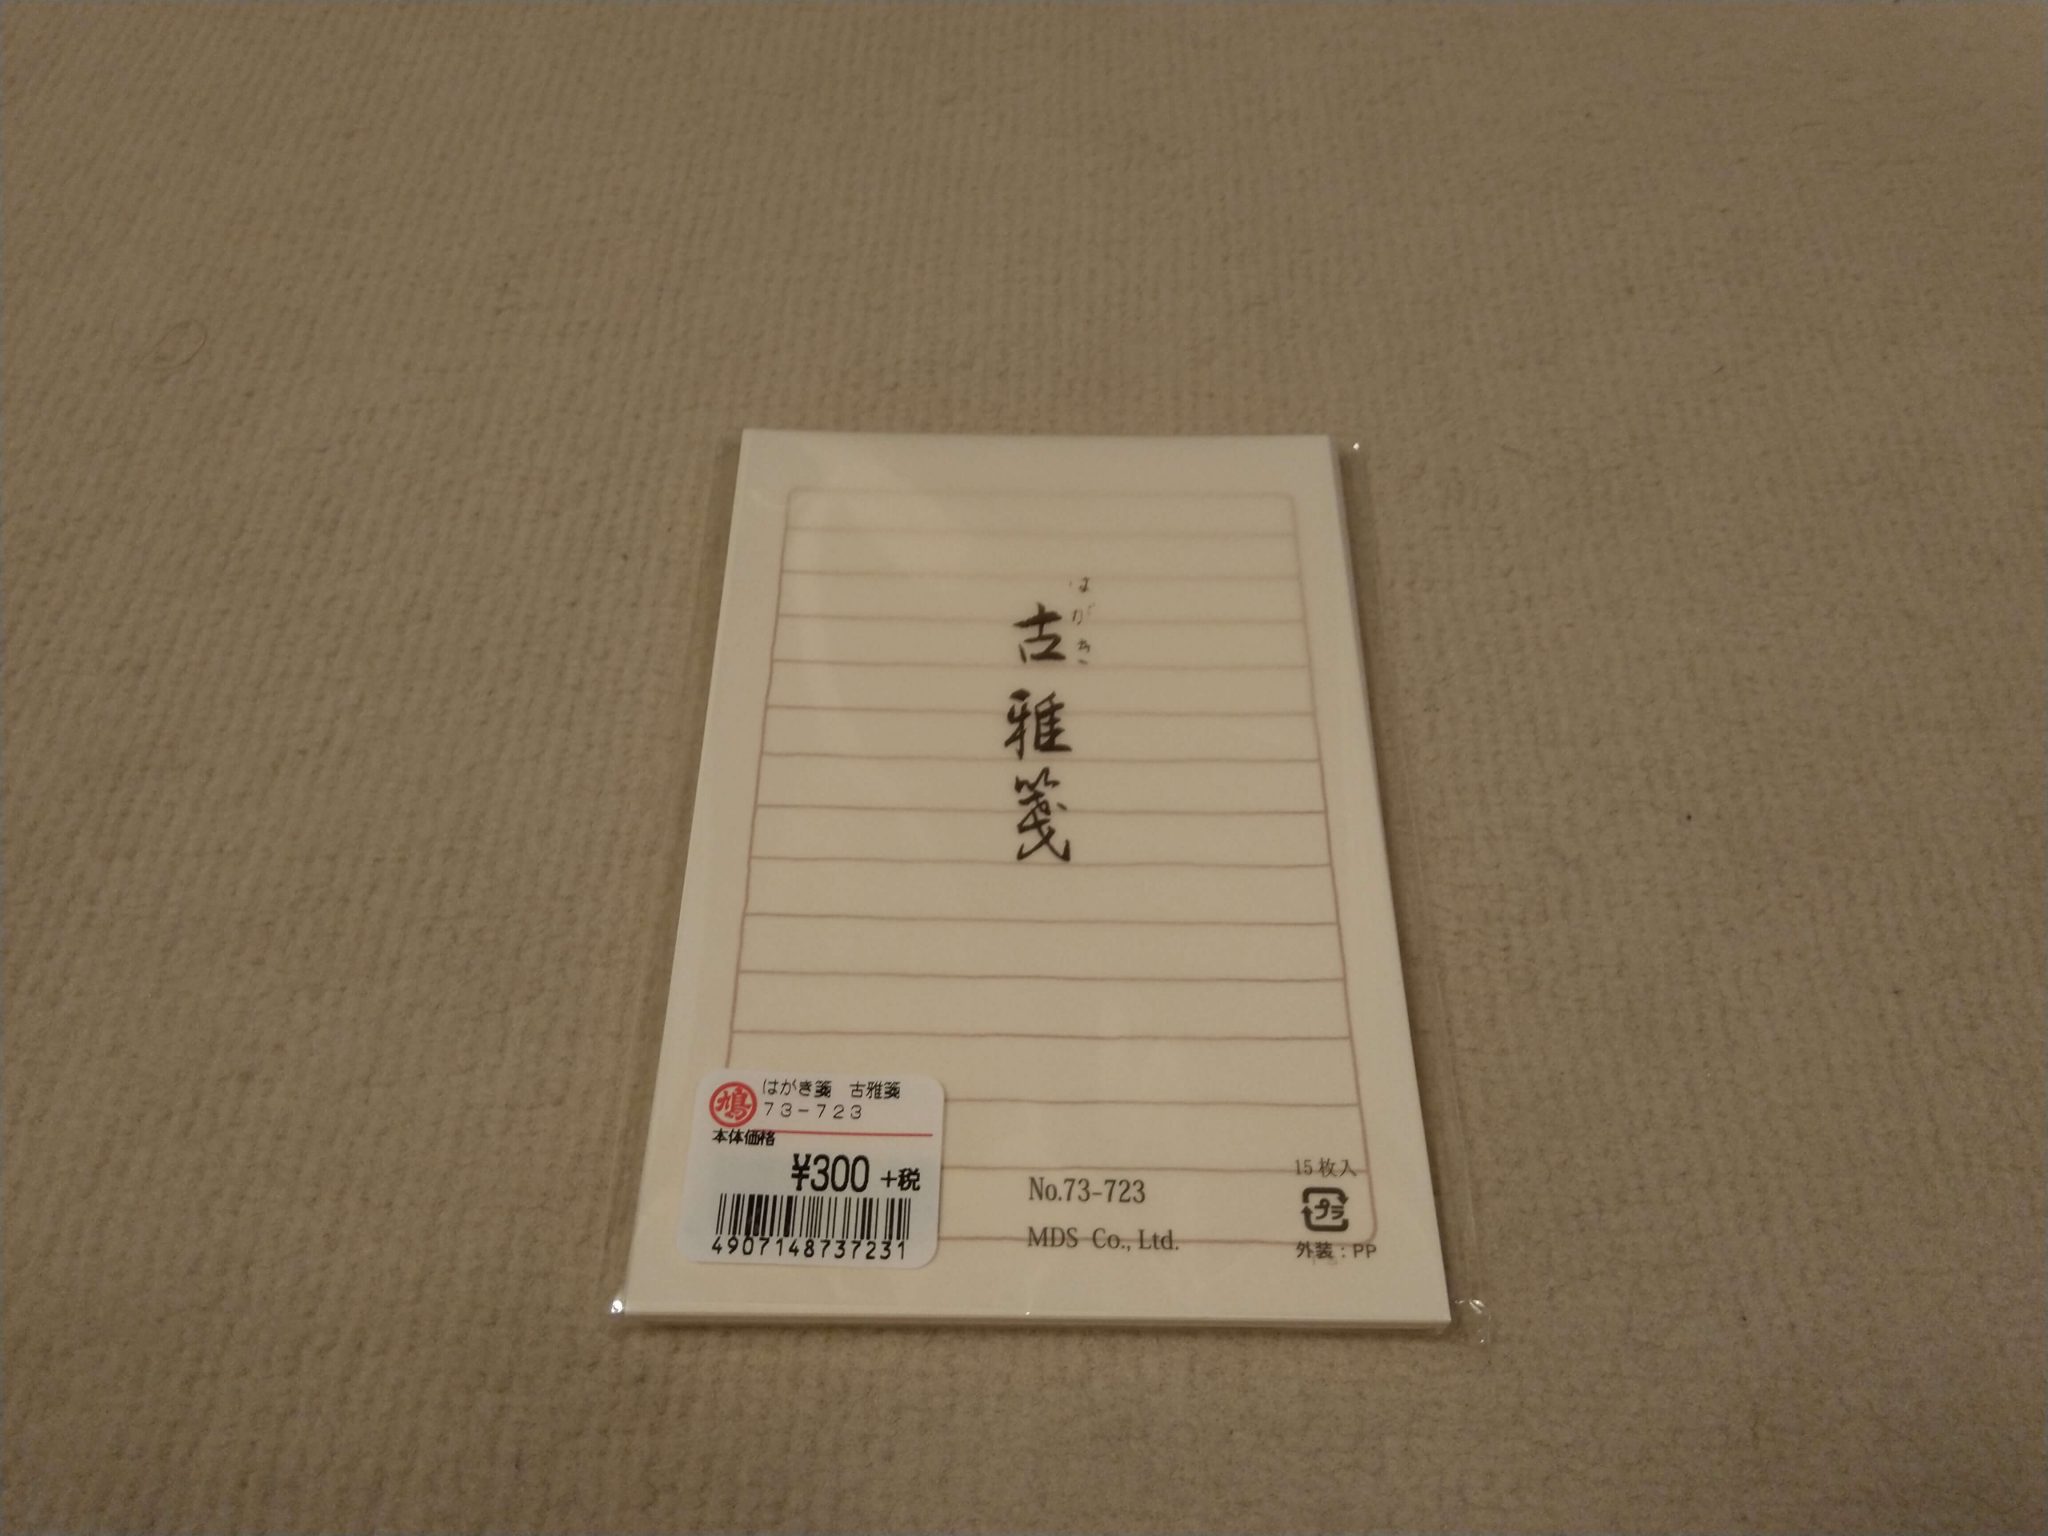 はがき
古雅箋
鳩
はがき箋　古雅箋
73-723
本体価格
¥300 +税
4907148737231
No.73-723
MDS Co., Ltd.
15枚入
プラ
外装：PP